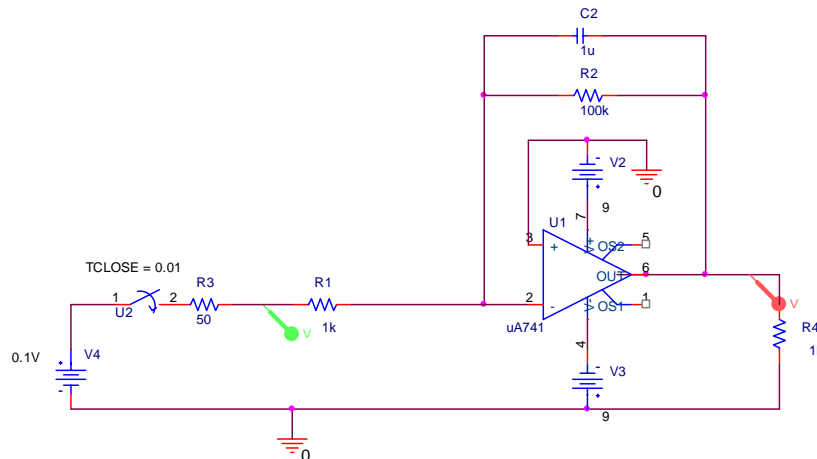 C2
1u
R2
100k
-
V2
+
0
9
7
U1
V+
3
+
OS2
5
OUT
6
V
TCLOSE = 0.01
R3
R1
2
-
OS1
1
1
2
U2
50
V
1k
uA741
V-
R4
0.1V
+
V4
-
4
-
V3
+
9
0